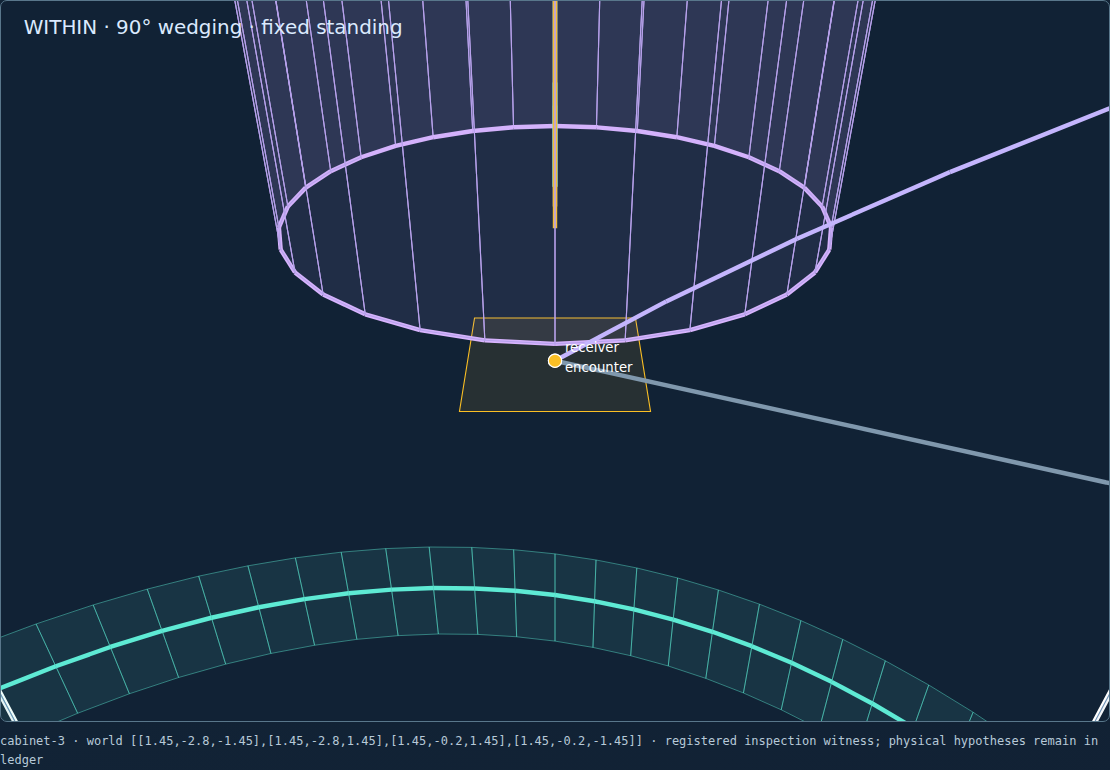 WITHIN · 90° wedging · fixed standing
receiver
encounter
cabinet-3 · world [[1.45,-2.8,-1.45],[1.45,-2.8,1.45],[1.45,-0.2,1.45],[1.45,-0.2,-1.45]] · registered inspection witness; physical hypotheses remain in
ledger